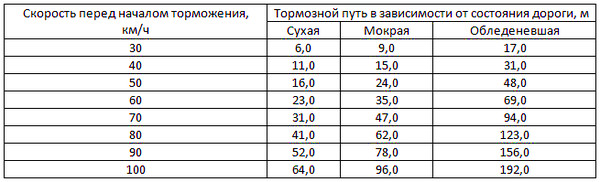 Скорость перед началом торможения, Тормозной путь в зависимости от состояния дороги, м
км/ч Сухая Мокрая Обледеневшая
30 6,0 9,0 17,0
40 11,0 15,0 31,0
50 16,0 24,0 48,0
60 23,0 35,0 69,0
70 31,0 47,0 94,0
80 41,0 62,0 123,0
90 52,0 78,0 156,0
100 64,0 96,0 192,0